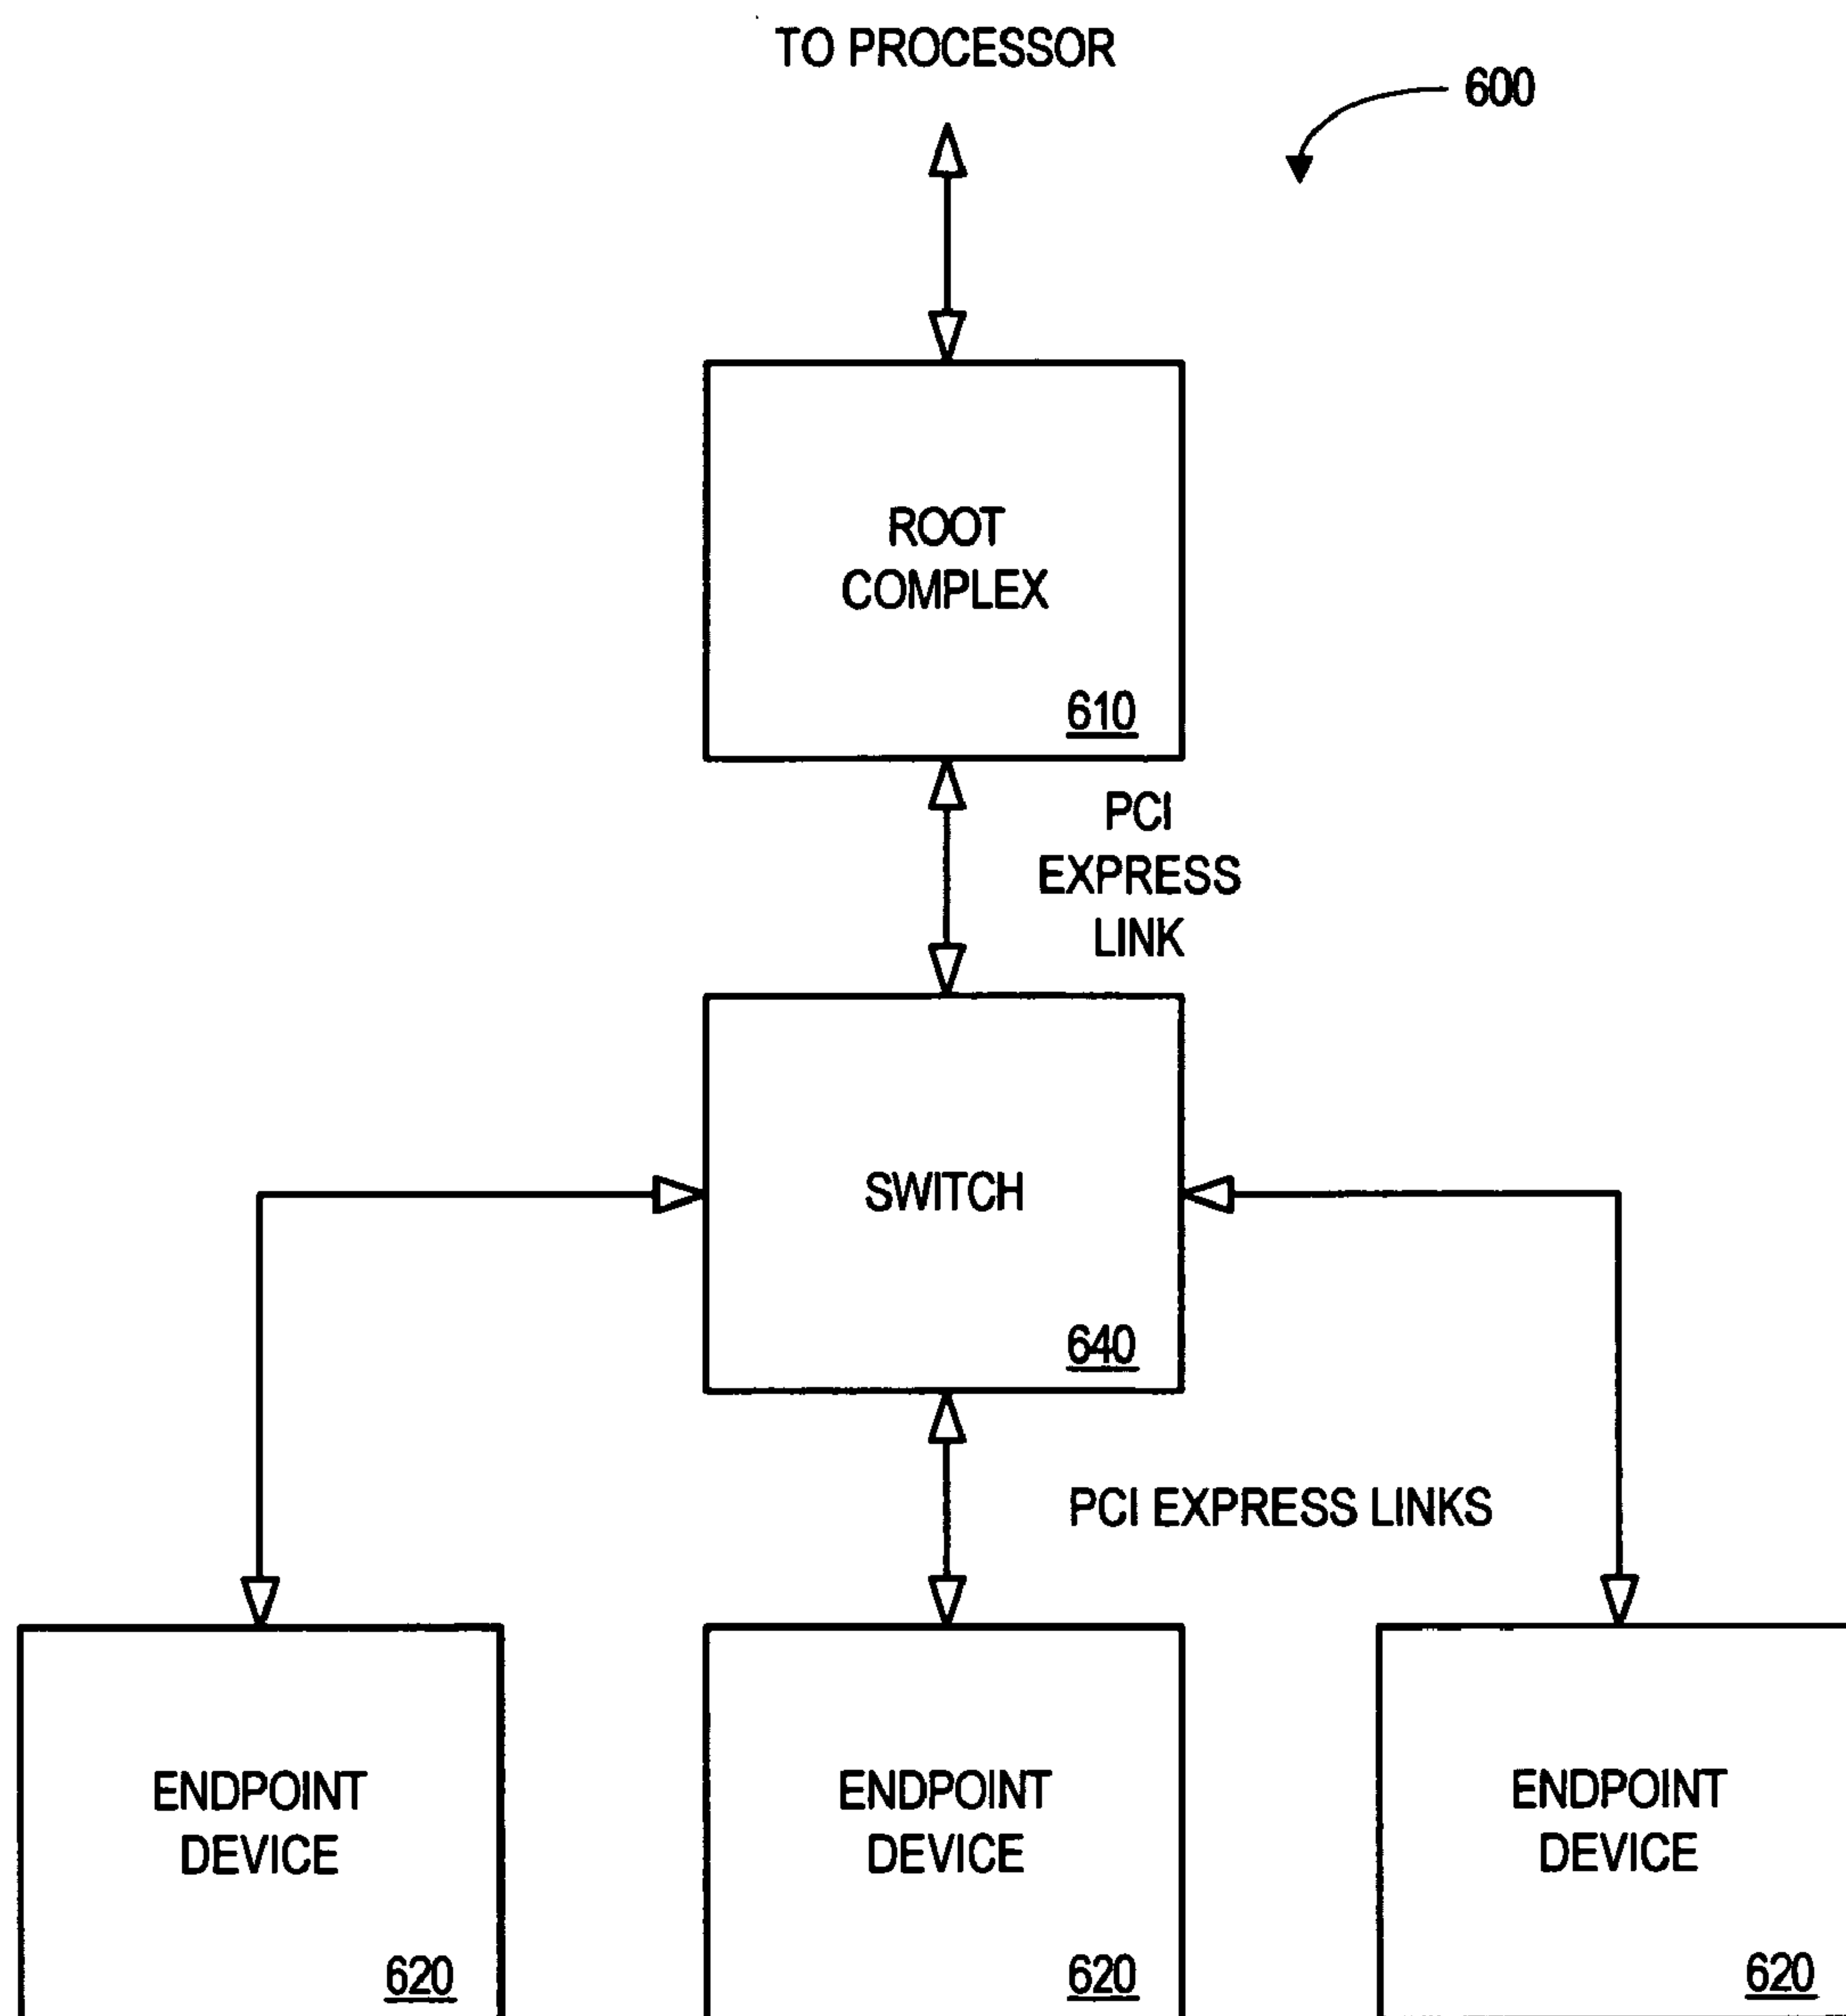 TO PROCESSOR
600
ROOT
COMPLEX
610
PCI
EXPRESS
LINK
SWITCH
640
PCI EXPRESS LINKS
ENDPOINT
DEVICE
620
ENDPOINT
DEVICE
620
ENDPOINT
DEVICE
620